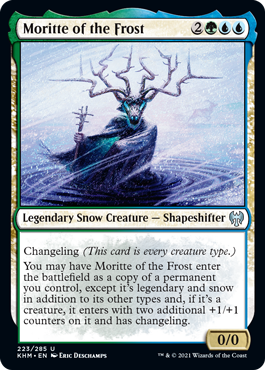 Moritte of the Frost 2
Legendary Snow Creature — Shapeshifter
Changeling (This card is every creature type.)
You may have Moritte of the Frost enter
the battlefield as a copy of a permanent
you control, except it's legendary and snow
in addition to its other types and, if it's a
creature, it enters with two additional +1/+1
counters on it and has changeling.
0/0
223/285 U
KHM • EN ERIC DESCHAMPS
™ & © 2021 Wizards of the Coast